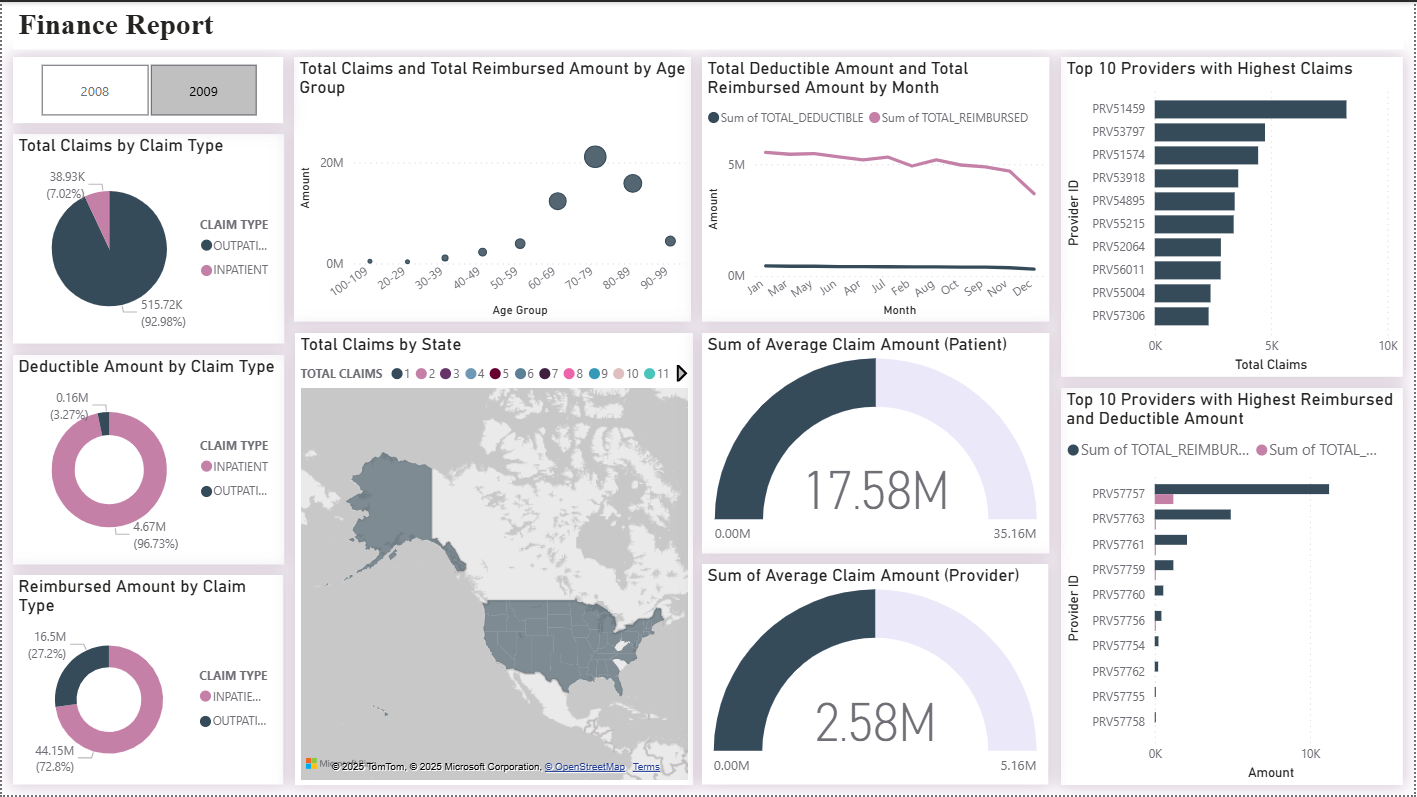 Finance Report
2008
2009
Total Claims by Claim Type
38.93K
(7.02%)
CLAIM TYPE
OUTPATI...
INPATIENT
515.72K
(92.98%)
Deductible Amount by Claim Type
0.16M
(3.27%)
CLAIM TYPE
INPATIENT
OUTPATI...
4.67M
(96.73%)
Reimbursed Amount by Claim
Type
16.5M
(27.2%)
CLAIM TYPE
INPATIE...
OUTPATI...
44.15M
(72.8%)
Total Claims and Total Reimbursed Amount by Age
Group
Amount
20M
0M
100-109
20-29
30-39
40-49
50-59
60-69
70-79
80-89
90-99
Age Group
Total Claims by State
TOTAL CLAIMS 1 2 3 4 5 6 7 8 9 10 11
© 2025 TomTom, © 2025 Microsoft Corporation, © OpenStreetMap Terms
Total Deductible Amount and Total
Reimbursed Amount by Month
Sum of TOTAL_DEDUCTIBLE Sum of TOTAL_REIMBURSED
Amount
5M
0M
Jan
Mar
May
Jun
Apr
Jul
Feb
Aug
Oct
Sep
Nov
Dec
Month
Sum of Average Claim Amount (Patient)
17.58M
0.00M
35.16M
Sum of Average Claim Amount (Provider)
2.58M
0.00M
5.16M
Top 10 Providers with Highest Claims
Provider ID
PRV51459
PRV53797
PRV51574
PRV53918
PRV54895
PRV55215
PRV52064
PRV56011
PRV55004
PRV57306
0K
5K
10K
Total Claims
Top 10 Providers with Highest Reimbursed
and Deductible Amount
Sum of TOTAL_REIMBUR... Sum of TOTAL_...
Provider ID
PRV57757
PRV57763
PRV57761
PRV57759
PRV57760
PRV57756
PRV57754
PRV57762
PRV57755
PRV57758
0K
10K
Amount